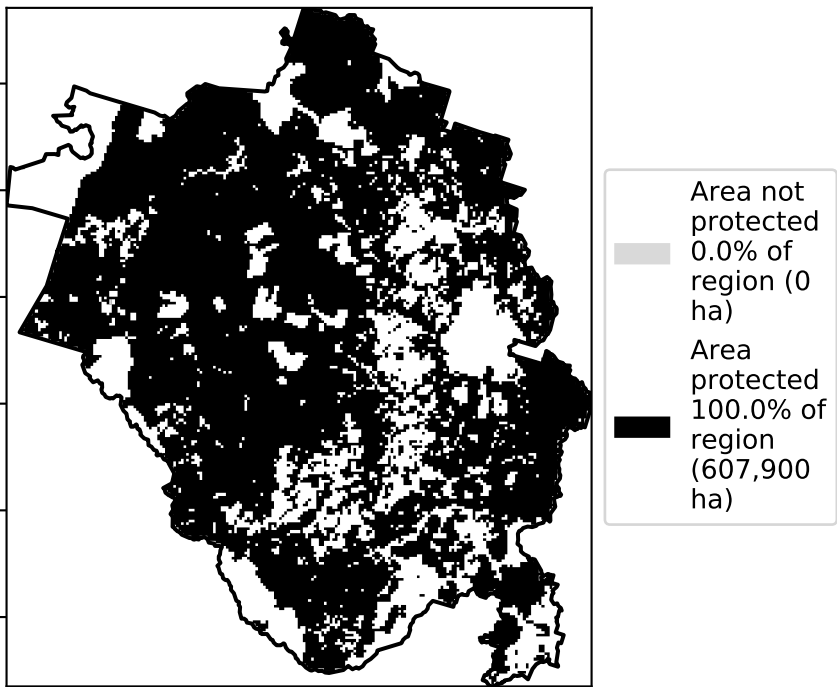 Area not
protected
0.0% of
region (0
ha)
Area
protected
100.0% of
region
(607,900
ha)